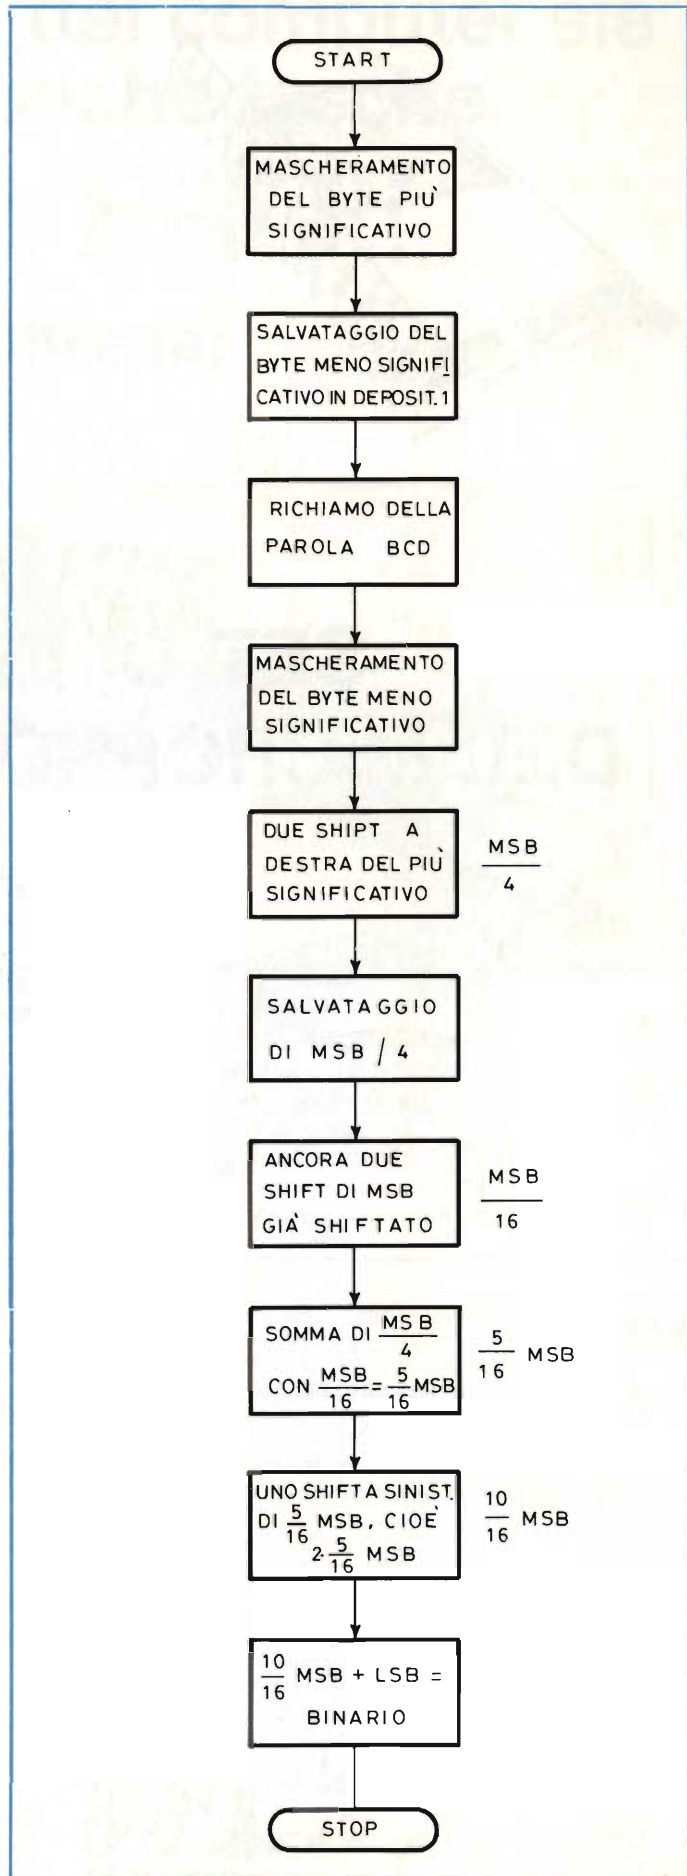 START
MASCHERAMENTO
DEL BYTE PIÙ
SIGNIFICATIVO
SALVATAGGIO DEL
BYTE MENO SIGNIFI
CATIVO IN DEPOSIT.1
RICHIAMO DELLA
PAROLA BCD
MASCHERAMENTO
DEL BYTE MENO
SIGNIFICATIVO
DUE SHIPT A
DESTRA DEL PIÙ
SIGNIFICATIVO
MSB
4
SALVATAGGIO
DI MSB / 4
ANCORA DUE
SHIFT DI MSB
GIÀ SHIFTATO
MSB
16
SOMMA DI MSB/4
CON MSB/16 = 5/16 MSB
5/16 MSB
UNO SHIFT A SINIST.
DI 5/16 MSB, CIOÈ
2·5/16 MSB
10/16 MSB
10/16 MSB + LSB =
BINARIO
STOP